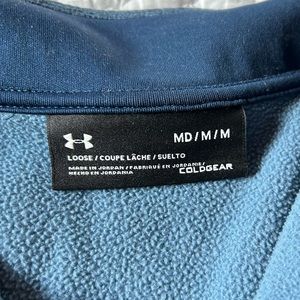 MD/M/M
LOOSE / COUPE LÂCHE / SUELTO
MADE IN JORDAN / FABRIQUÉ EN JORDANIE /
HECHO EN JORDANIA
COLDGEAR